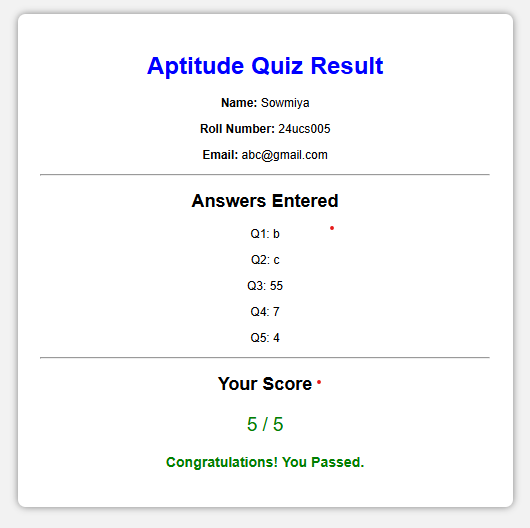 Aptitude Quiz Result
Name: Sowmiya
Roll Number: 24ucs005
Email: abc@gmail.com
Answers Entered
Q1: b
Q2: c
Q3: 55
Q4: 7
Q5: 4
Your Score
5 / 5
Congratulations! You Passed.